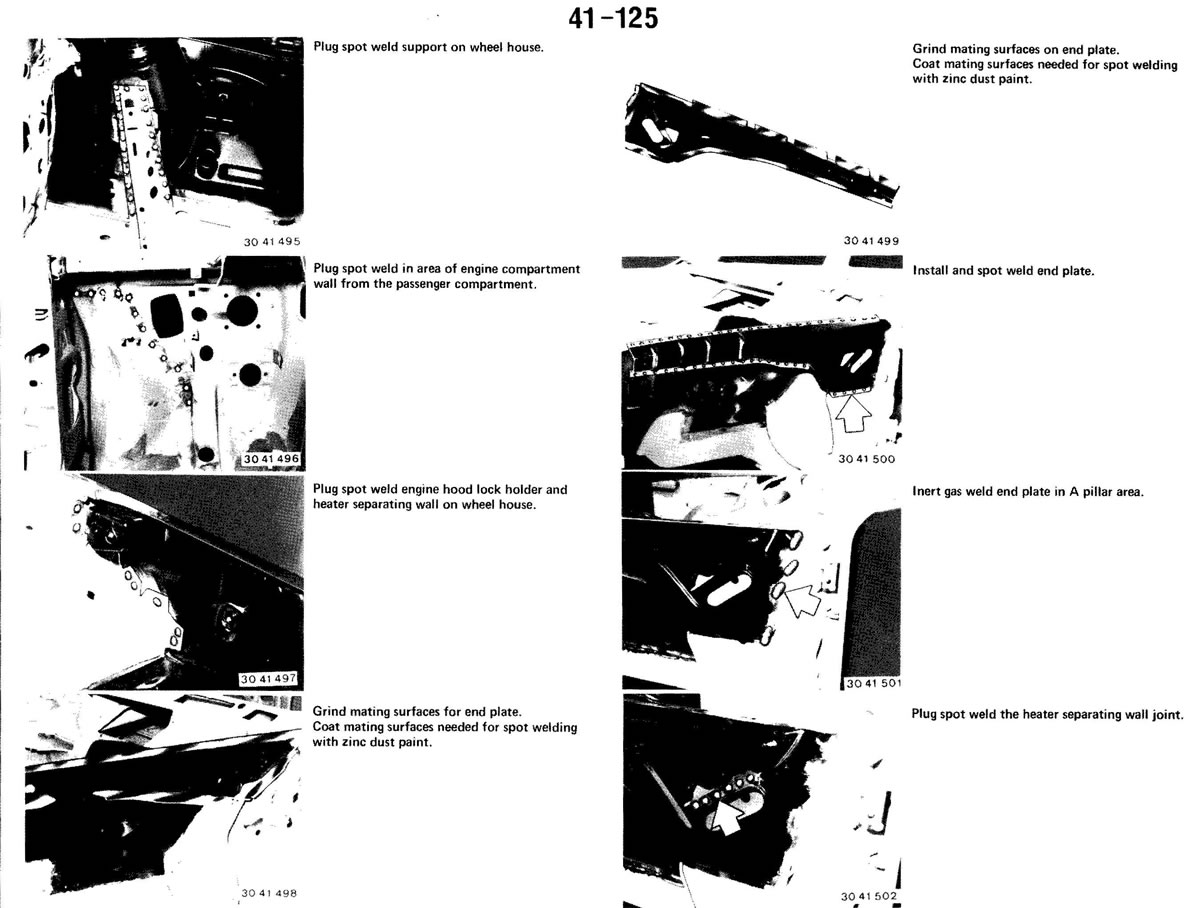 41-125
Plug spot weld support on wheel house.
30 41 495
Plug spot weld in area of engine compartment
wall from the passenger compartment.
30 41 496
Plug spot weld engine hood lock holder and
heater separating wall on wheel house.
30 41 497
Grind mating surfaces for end plate.
Coat mating surfaces needed for spot welding
with zinc dust paint.
30 41 498
Grind mating surfaces on end plate.
Coat mating surfaces needed for spot welding
with zinc dust paint.
30 41 499
Install and spot weld end plate.
30 41 500
Inert gas weld end plate in A pillar area.
30 41 501
Plug spot weld the heater separating wall joint.
30 41 502